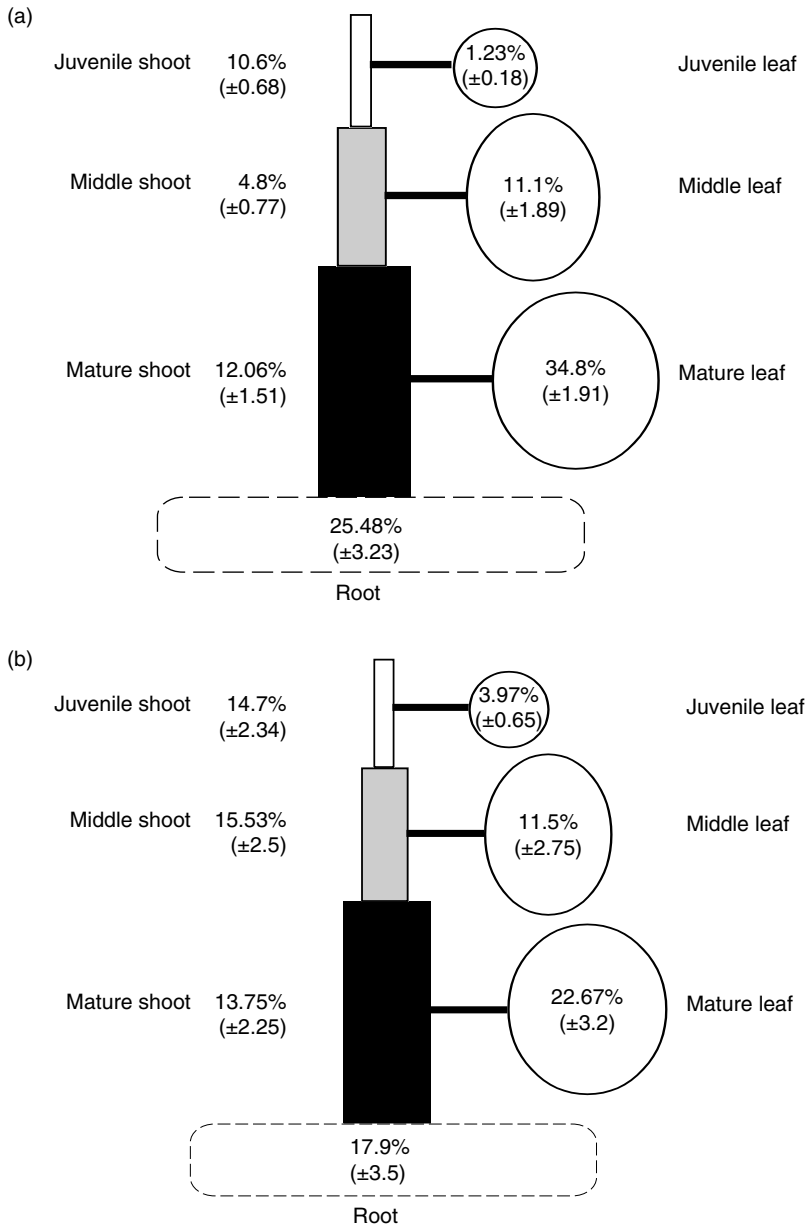 (a)
Juvenile shoot 10.6% 1.23% Juvenile leaf
(±0.68) (±0.18)
Middle shoot 4.8% 11.1% Middle leaf
(±0.77) (±1.89)
Mature shoot 12.06% 34.8% Mature leaf
(±1.51) (±1.91)
25.48%
(±3.23)
Root
(b)
Juvenile shoot 14.7% 3.97% Juvenile leaf
(±2.34) (±0.65)
Middle shoot 15.53% 11.5% Middle leaf
(±2.5) (±2.75)
Mature shoot 13.75% 22.67% Mature leaf
(±2.25) (±3.2)
17.9%
(±3.5)
Root